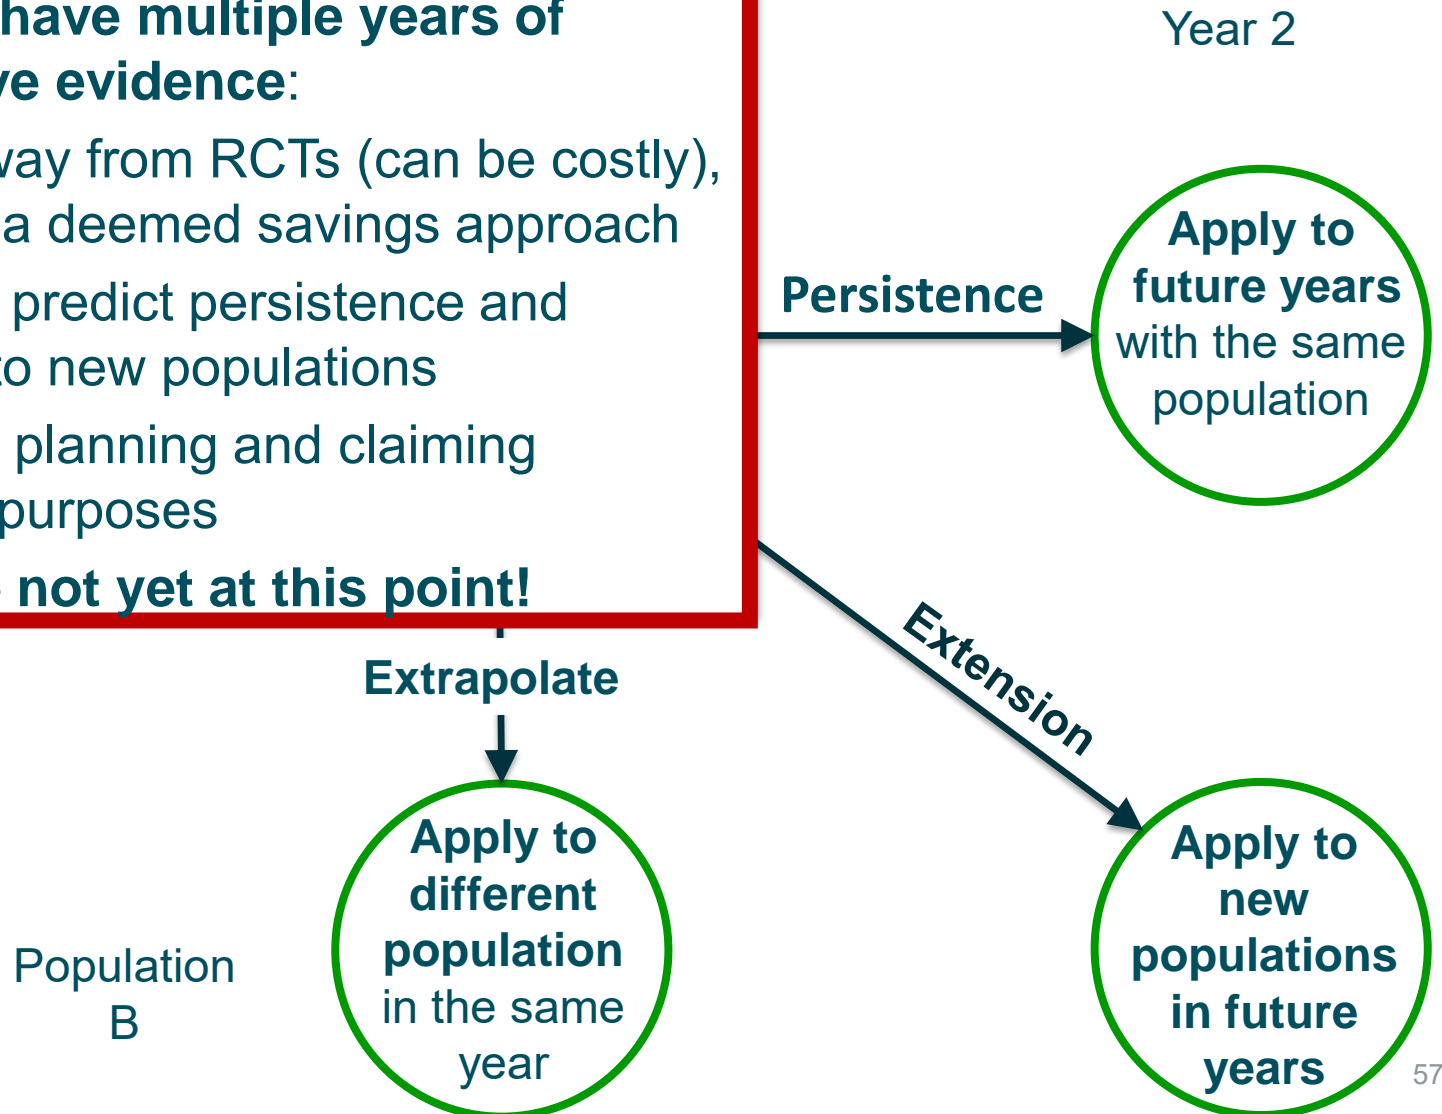 have multiple years of
ve evidence:
way from RCTs (can be costly),
a deemed savings approach
predict persistence and
to new populations
planning and claiming
purposes
not yet at this point!
Year 2
Persistence
Apply to
future years
with the same
population
Extrapolate
Extension
Population
B
Apply to
different
population
in the same
year
Apply to
new
populations
in future
years
57